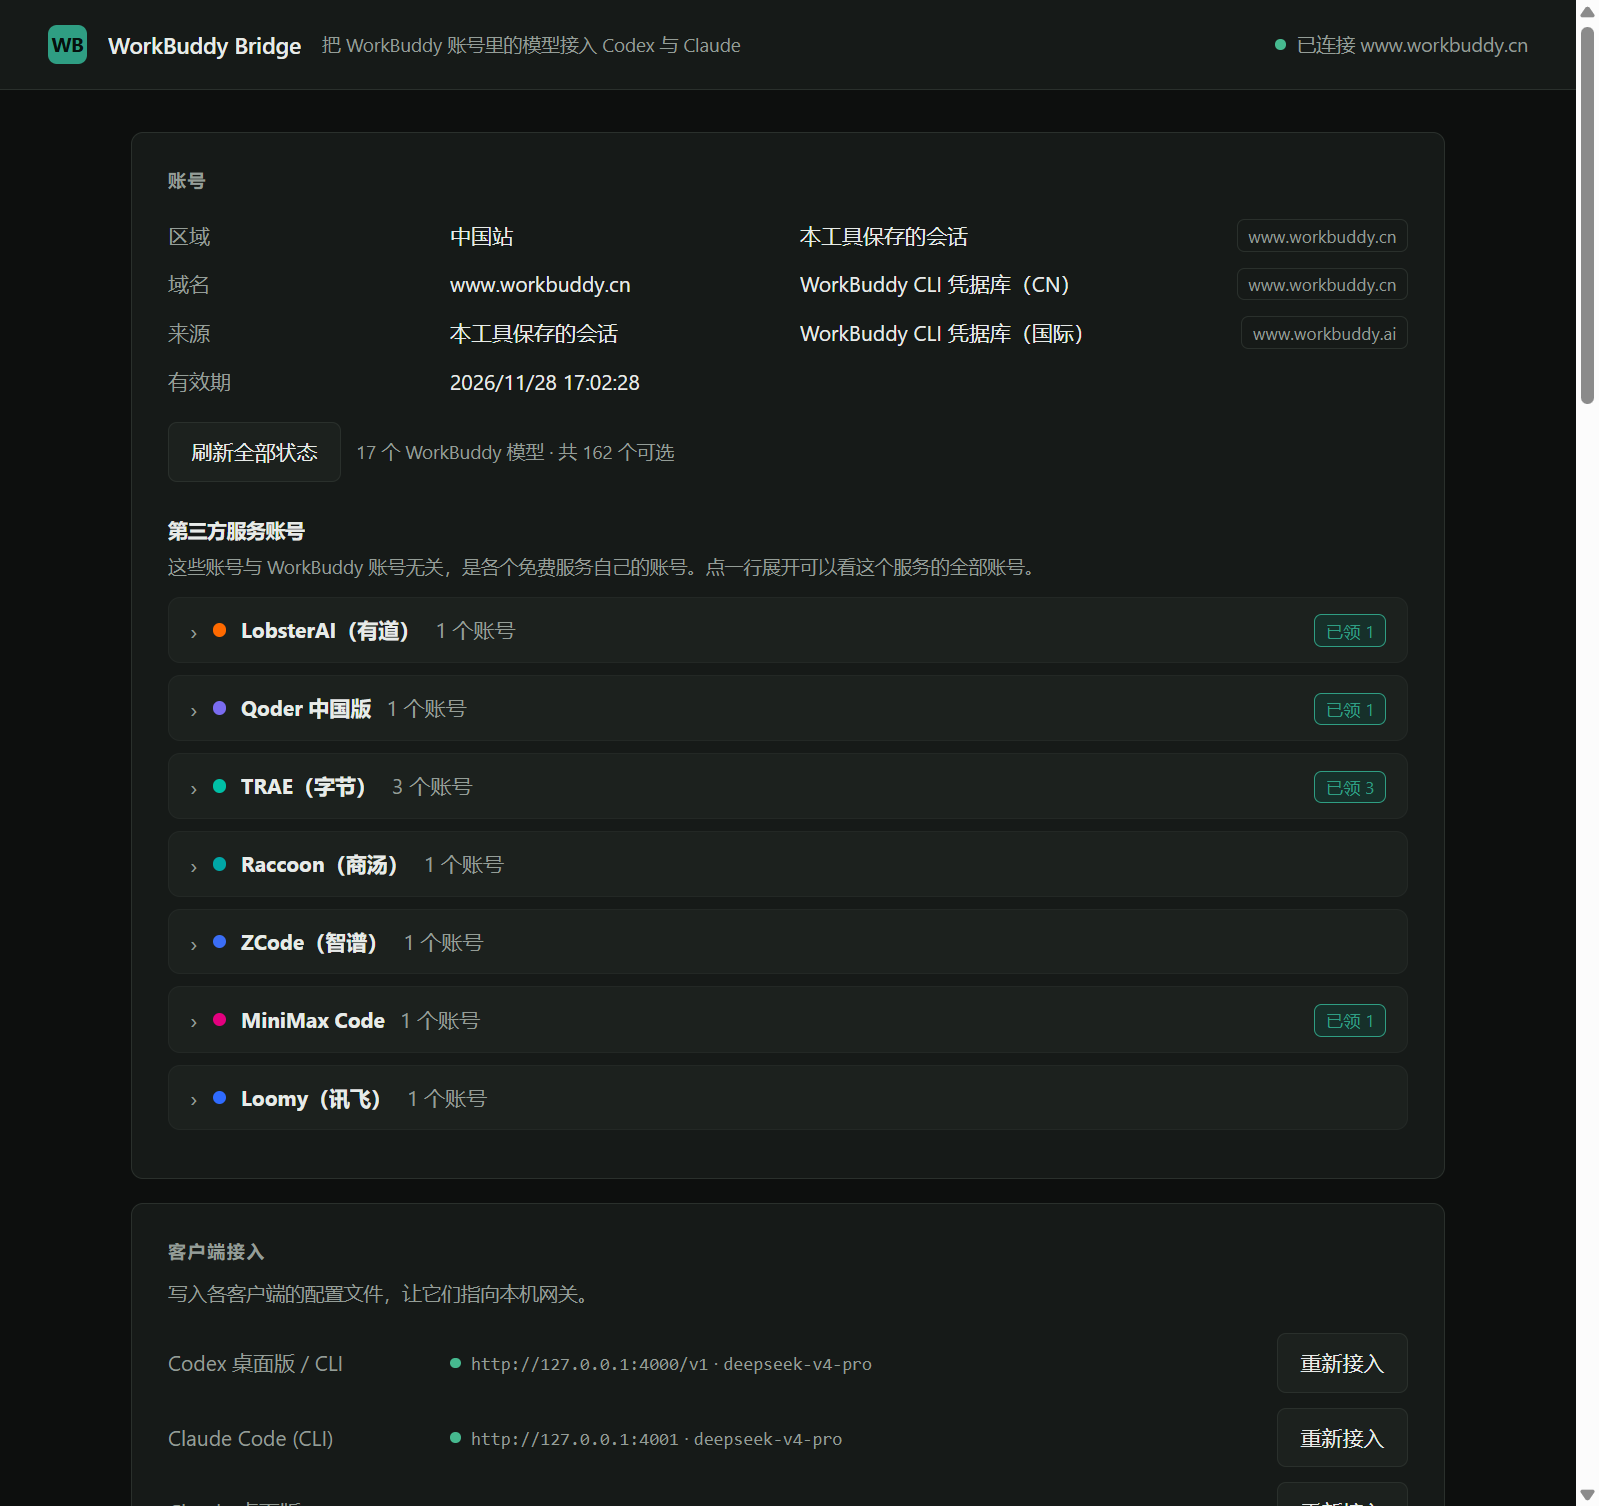 WB WorkBuddy Bridge 把 WorkBuddy 账号里的模型接入 Codex 与 Claude 已连接 www.workbuddy.cn
账号
区域 中国站 本工具保存的会话 www.workbuddy.cn
域名 www.workbuddy.cn WorkBuddy CLI 凭据库（CN） www.workbuddy.cn
来源 本工具保存的会话 WorkBuddy CLI 凭据库（国际） www.workbuddy.ai
有效期 2026/11/28 17:02:28
刷新全部状态 17 个 WorkBuddy 模型 · 共 162 个可选
第三方服务账号
这些账号与 WorkBuddy 账号无关，是各个免费服务自己的账号。点一行展开可以看这个服务的全部账号。
› LobsterAI（有道） 1 个账号 已领 1
› Qoder 中国版 1 个账号 已领 1
› TRAE（字节） 3 个账号 已领 3
› Raccoon（商汤） 1 个账号
› ZCode（智谱） 1 个账号
› MiniMax Code 1 个账号 已领 1
› Loomy（讯飞） 1 个账号
客户端接入
写入各客户端的配置文件，让它们指向本机网关。
Codex 桌面版 / CLI http://127.0.0.1:4000/v1 · deepseek-v4-pro 重新接入
Claude Code (CLI) http://127.0.0.1:4001 · deepseek-v4-pro 重新接入